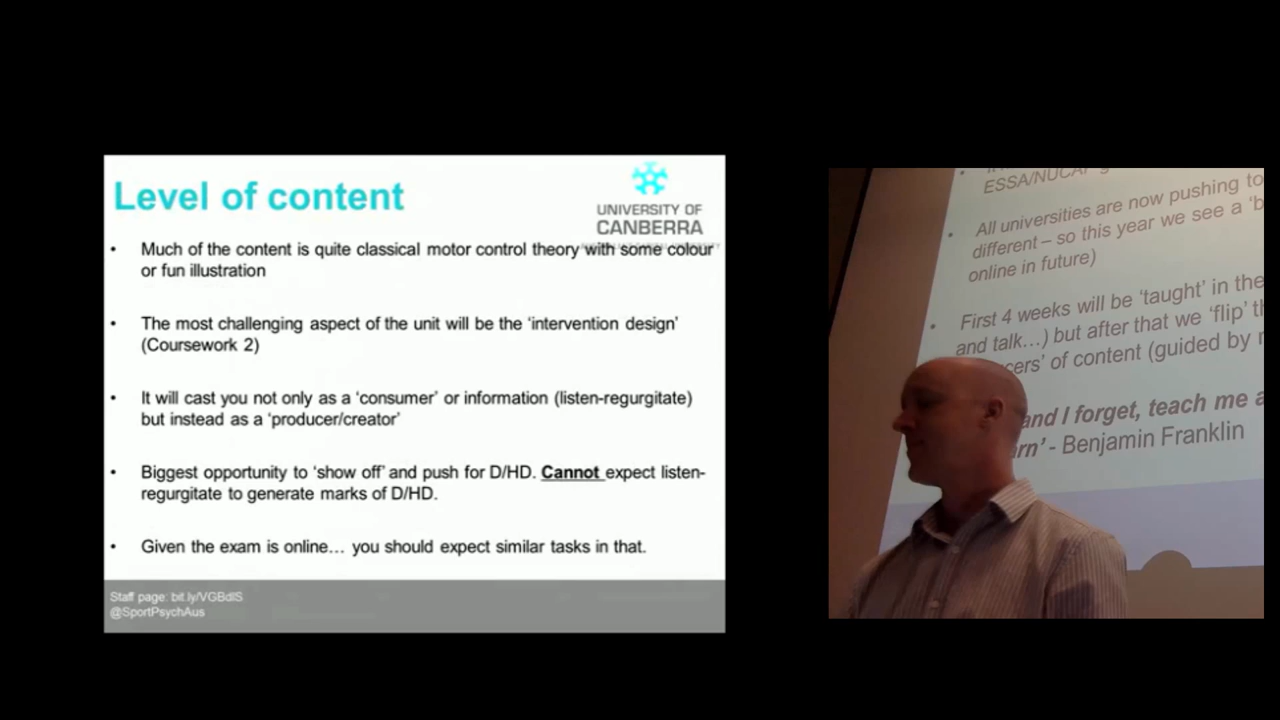 Level of content
UNIVERSITY OF
CANBERRA
• Much of the content is quite classical motor control theory with some colour
or fun illustration
• The most challenging aspect of the unit will be the ‘intervention design’
(Coursework 2)
• It will cast you not only as a ‘consumer’ or information (listen-regurgitate)
but instead as a ‘producer/creator’
• Biggest opportunity to ‘show off’ and push for D/HD. Cannot expect listen-
regurgitate to generate marks of D/HD.
• Given the exam is online… you should expect similar tasks in that.
Staff page: bit.ly/VGBdlS
@SportPsychAus
• All universities are now pushing to
different – so this year we see a ‘b
online in future)
• First 4 weeks will be ‘taught’ in the
and talk…) but after that we ‘flip’ th
cers’ of content (guided by
and I forget, teach me a
arn’ - Benjamin Franklin